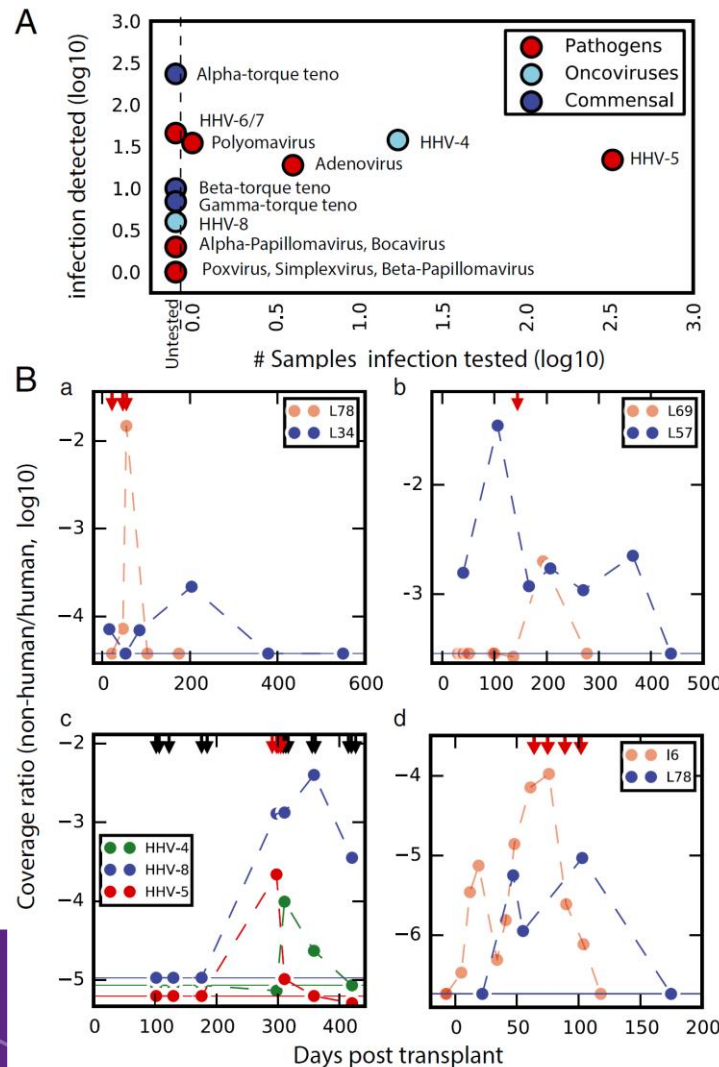 A
infection detected (log10)
3.0
2.5
2.0
1.5
1.0
0.5
0.0
Pathogens
Oncoviruses
Commensal
Alpha-torque teno
HHV-6/7
Polyomavirus
HHV-4
Adenovirus
HHV-5
Beta-torque teno
Gamma-torque teno
HHV-8
Alpha-Papillomavirus, Bocavirus
Poxvirus, Simplexvirus, Beta-Papillomavirus
Untested
0.0
0.5
1.0
1.5
2.0
2.5
3.0
# Samples infection tested (log10)
B
Coverage ratio (non-human/human, log10)
a
L78
L34
−2
−3
−4
0 200 400 600
b
L69
L57
−2
−3
0 100 200 300 400 500
c
HHV-4
HHV-8
HHV-5
−2
−3
−4
−5
0 100 200 300 400
d
I6
L78
−4
−5
−6
0 50 100 150 200
Days post transplant